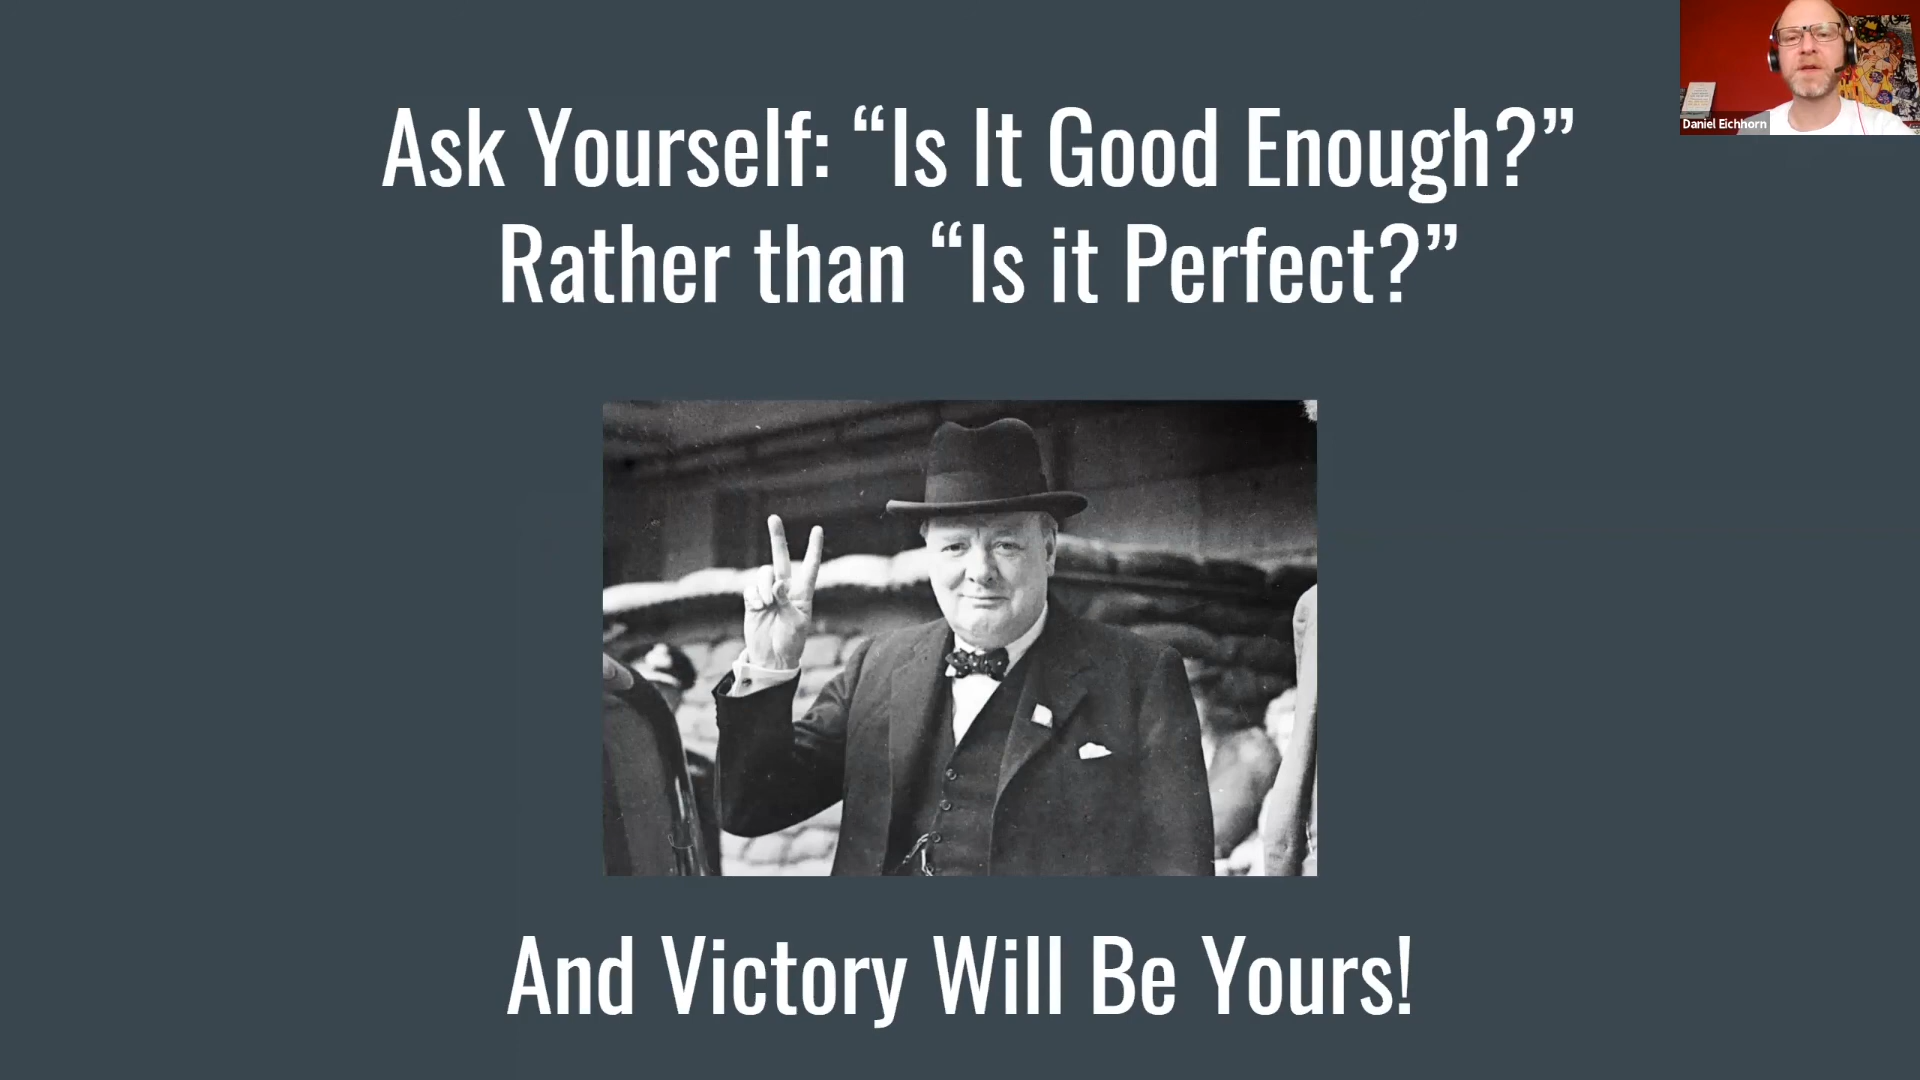 Ask Yourself: “Is It Good Enough?”
Rather than “Is it Perfect?”
And Victory Will Be Yours!
Daniel Eichhorn